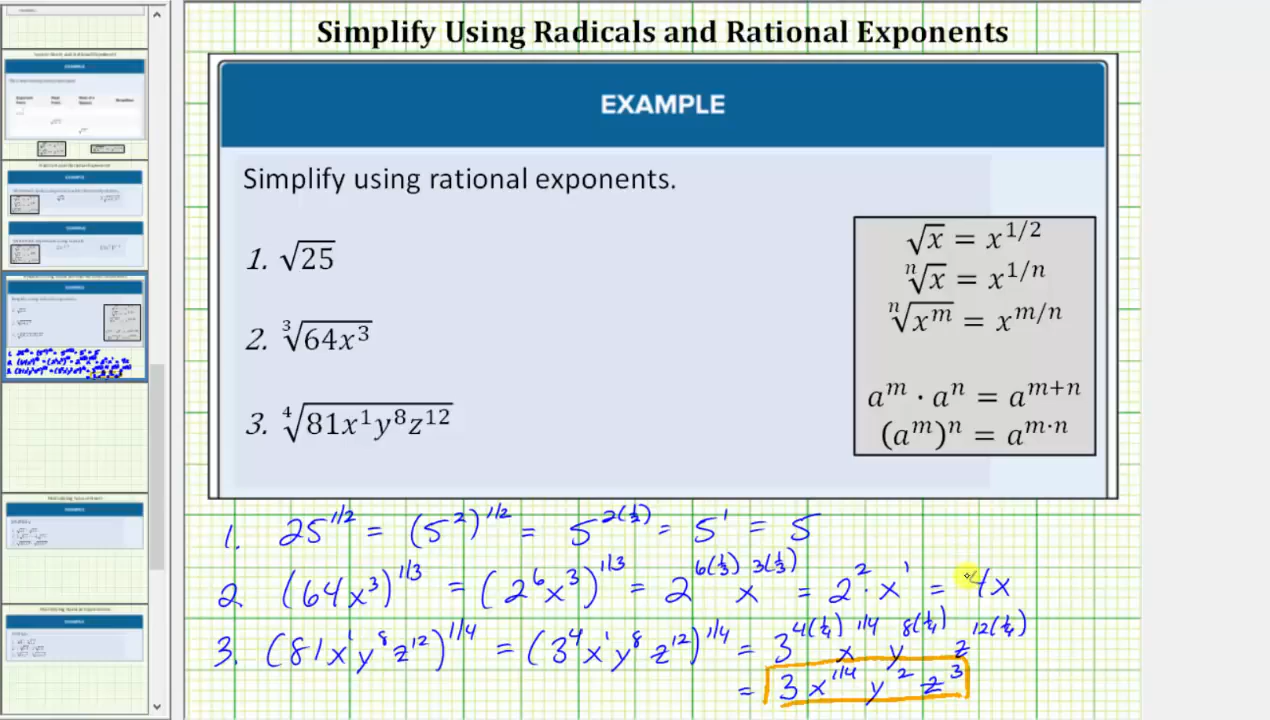 Simplify Using Radicals and Rational Exponents
EXAMPLE
Simplify using rational exponents.
1. √25
2. ∛(64x³)
3. ∜(81x¹y⁸z¹²)
√x = x^(1/2)
ⁿ√x = x^(1/n)
ⁿ√(x^m) = x^(m/n)
a^m · a^n = a^(m+n)
(a^m)^n = a^(m·n)
1. 25^(1/2) = (5²)^(1/2) = 5^(2(1/2)) = 5¹ = 5
2. (64x³)^(1/3) = (2⁶x³)^(1/3) = 2^(6(1/3)) x^(3(1/3)) = 2² · x¹ = 4x
3. (81x¹y⁸z¹²)^(1/4) = (3⁴x¹y⁸z¹²)^(1/4) = 3^(4(1/4)) x^(1/4) y^(8(1/4)) z^(12(1/4))
= 3x^(1/4) y² z³